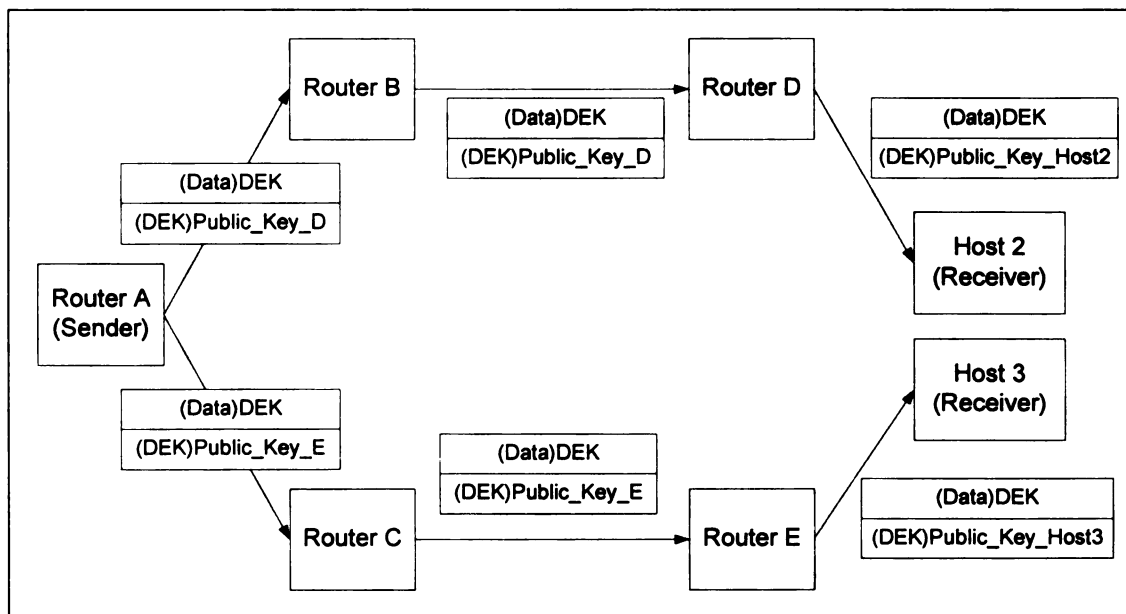 Router B
Router D
(Data)DEK
(DEK)Public_Key_D
(Data)DEK
(DEK)Public_Key_Host2
(Data)DEK
(DEK)Public_Key_D
Router A
(Sender)
Host 2
(Receiver)
Host 3
(Receiver)
(Data)DEK
(DEK)Public_Key_E
(Data)DEK
(DEK)Public_Key_E
Router C
Router E
(Data)DEK
(DEK)Public_Key_Host3